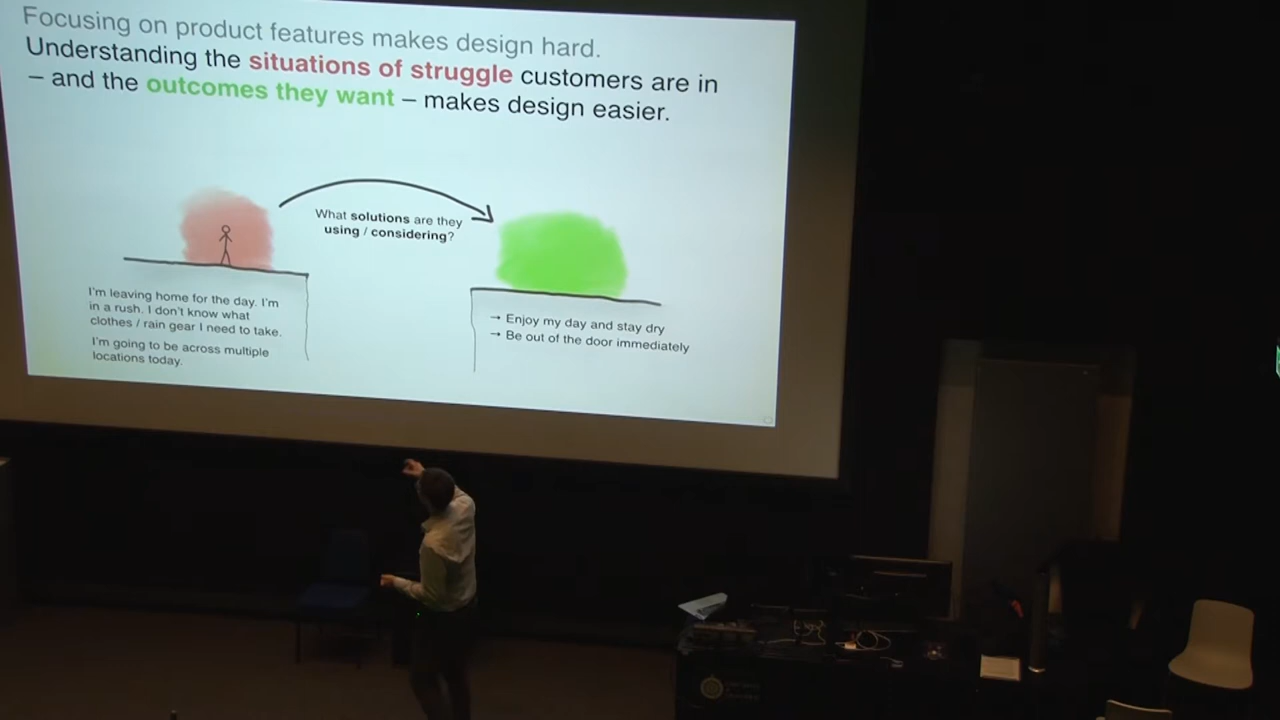 Focusing on product features makes design hard.
Understanding the situations of struggle customers are in
– and the outcomes they want – makes design easier.
What solutions are they
using / considering?
I'm leaving home for the day. I'm
in a rush. I don't know what
clothes / rain gear I need to take.
I'm going to be across multiple
locations today.
→ Enjoy my day and stay dry
→ Be out of the door immediately